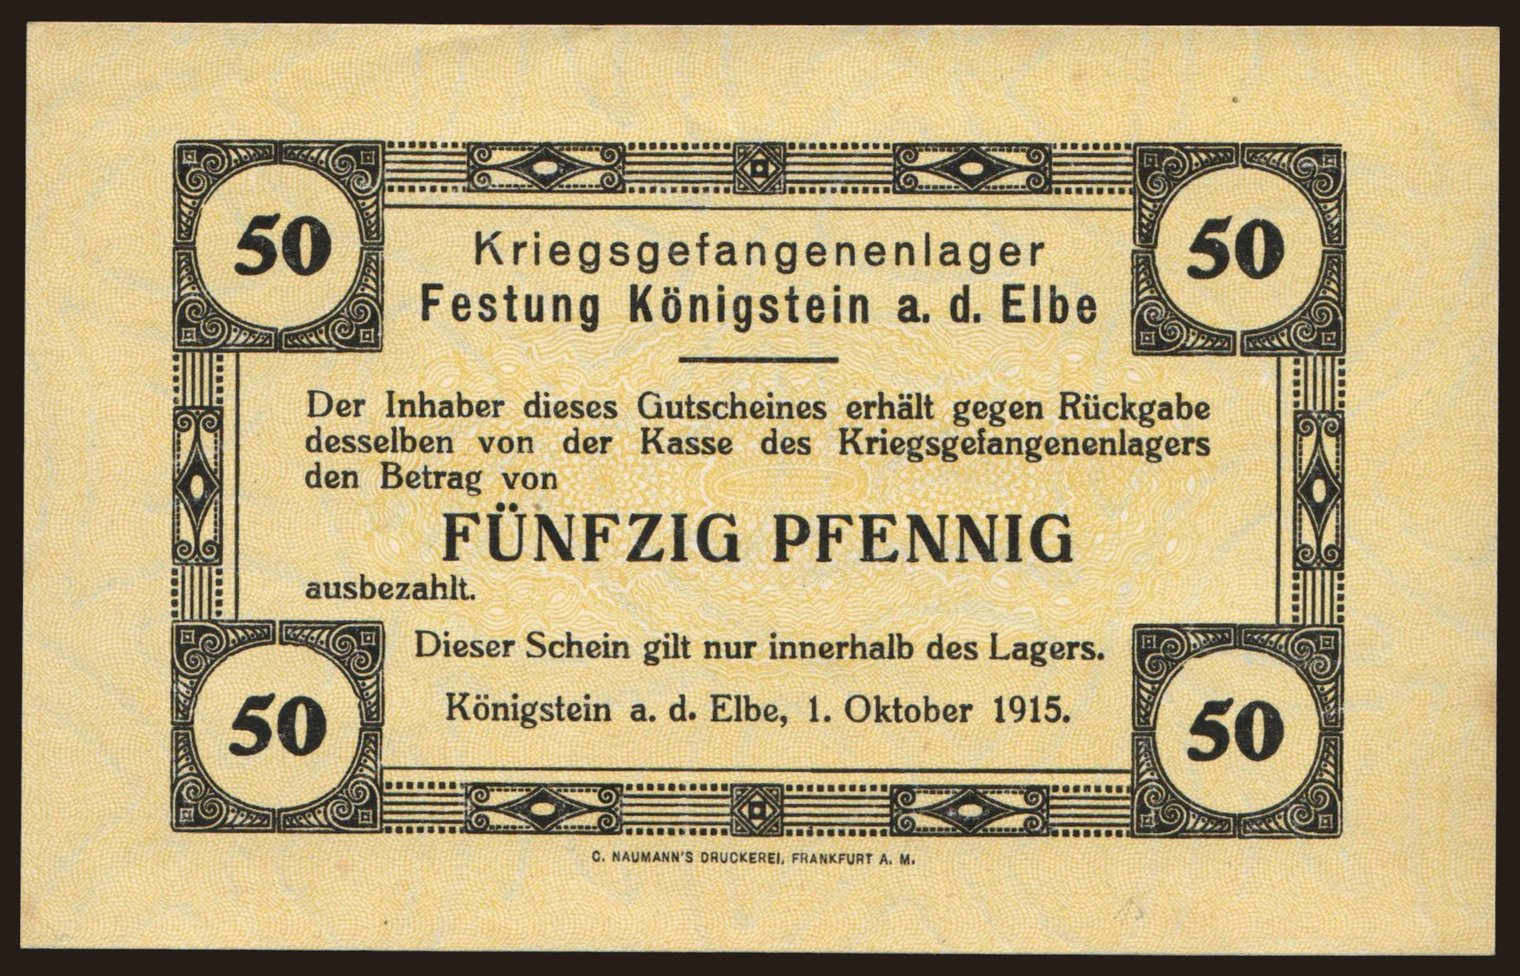 50 50
Kriegsgefangenenlager
Festung Königstein a. d. Elbe
Der Inhaber dieses Gutscheines erhält gegen Rückgabe
desselben von der Kasse des Kriegsgefangenenlagers
den Betrag von
FÜNFZIG PFENNIG
ausbezahlt.
Dieser Schein gilt nur innerhalb des Lagers.
Königstein a. d. Elbe, 1. Oktober 1915.
50 50
C. NAUMANN'S DRUCKEREI, FRANKFURT A. M.